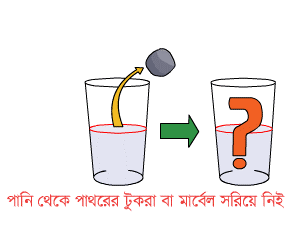 ?
পানি থেকে পাথরের টুকরা বা মার্বেল সরিয়ে নিই